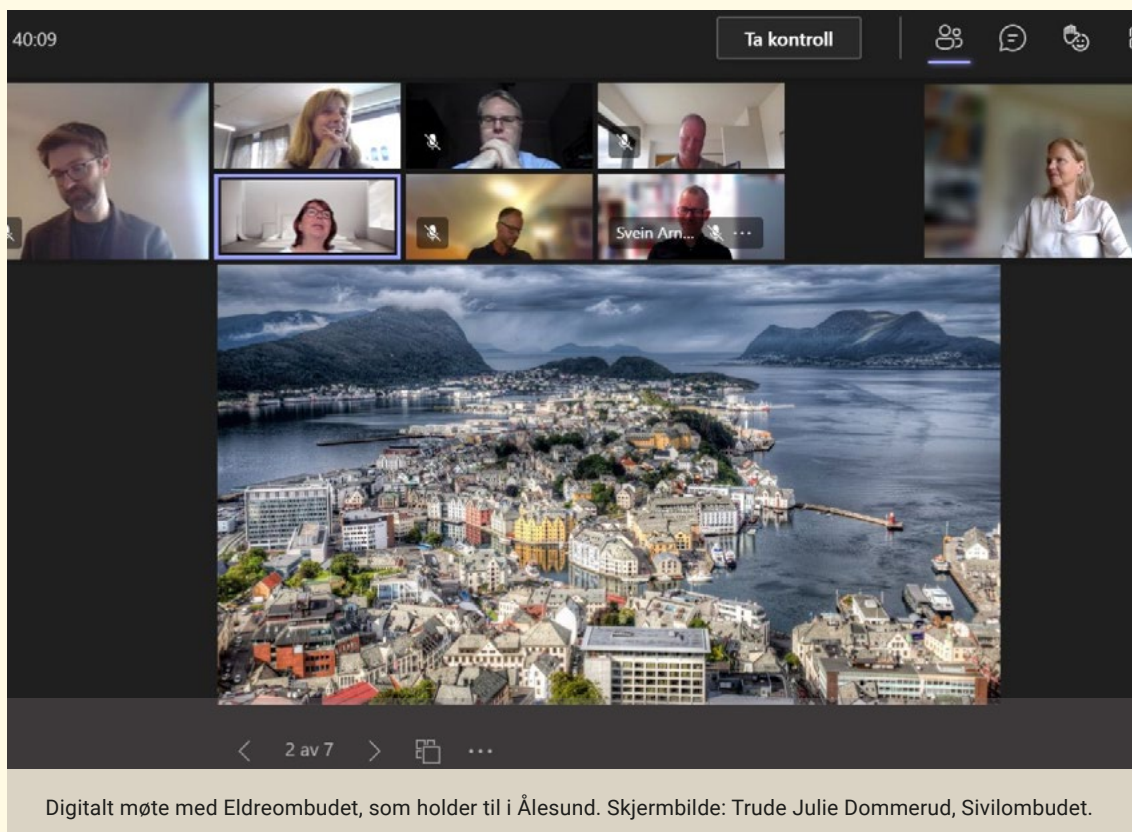 40:09
Ta kontroll
Svein Arn... ...
2 av 7 ...
Digitalt møte med Eldreombudet, som holder til i Ålesund. Skjermbilde: Trude Julie Dommerud, Sivilombudet.